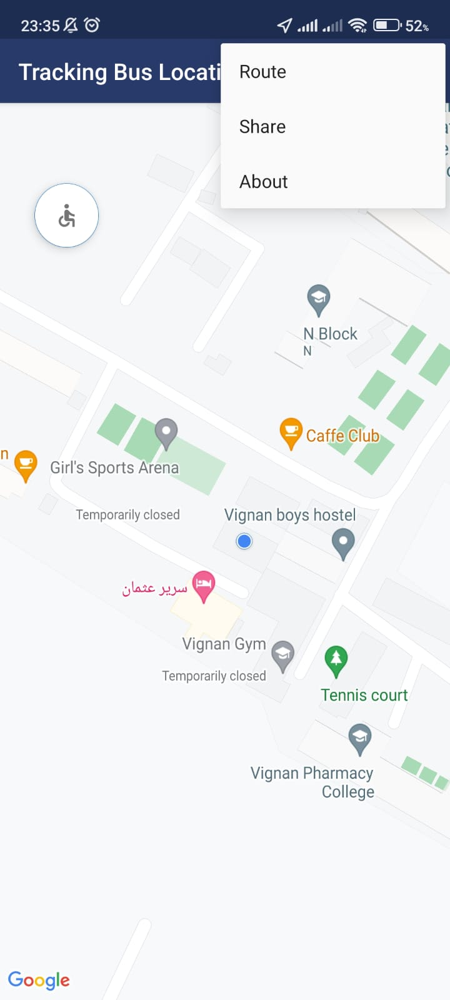 23:35
52%
Tracking Bus Locati
Route
Share
About
N Block
N
Caffe Club
n
Girl's Sports Arena
Temporarily closed
Vignan boys hostel
سرير عثمان
Vignan Gym
Temporarily closed
Tennis court
Vignan Pharmacy
College
Google